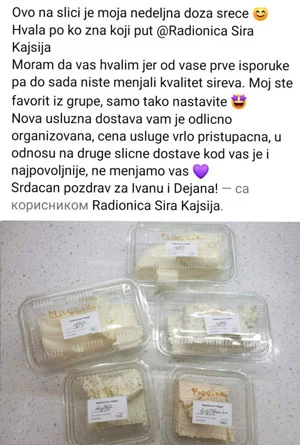 Ovo na slici je moja nedeljna doza srece 😊
Hvala po ko zna koji put @Radionica Sira
Kajsija
Moram da vas hvalim jer od vase prve isporuke
pa do sada niste menjali kvalitet sireva. Moj ste
favorit iz grupe, samo tako nastavite 🤩
Nova usluzna dostava vam je odlicno
organizovana, cena usluge vrlo pristupacna, u
odnosu na druge slicne dostave kod vas je i
najpovoljnije, ne menjamo vas 💜
Srdacan pozdrav za Ivanu i Dejana! — са
корисником Radionica Sira Kajsija.